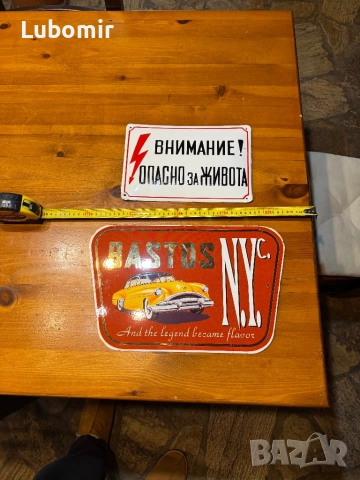 Lubomir
ВНИМАНИЕ!
ОПАСНО ЗА ЖИВОТА
BASTOS
N.Y.C.
And the legend became flavor
BAZAR